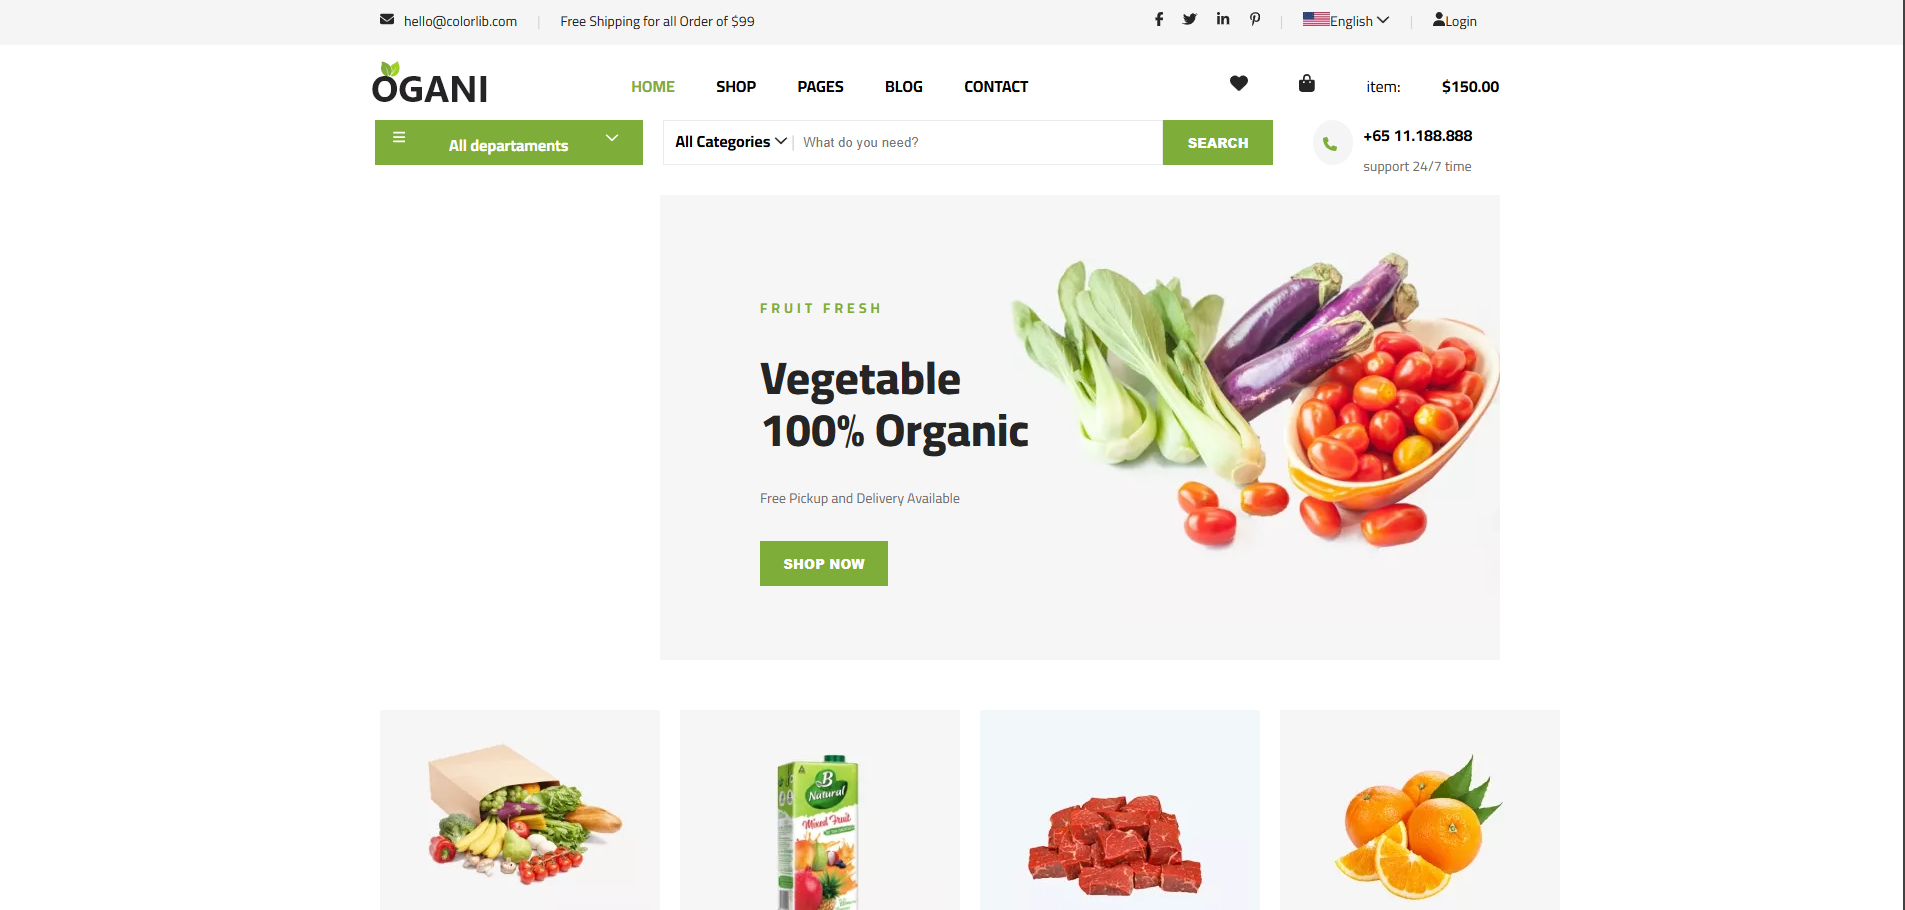 hello@colorlib.com | Free Shipping for all Order of $99 | English | Login
OGANI HOME SHOP PAGES BLOG CONTACT item: $150.00
All departaments All Categories | What do you need? SEARCH +65 11.188.888
support 24/7 time
FRUIT FRESH
Vegetable
100% Organic
Free Pickup and Delivery Available
SHOP NOW
B
Natural
Mixed Fruit